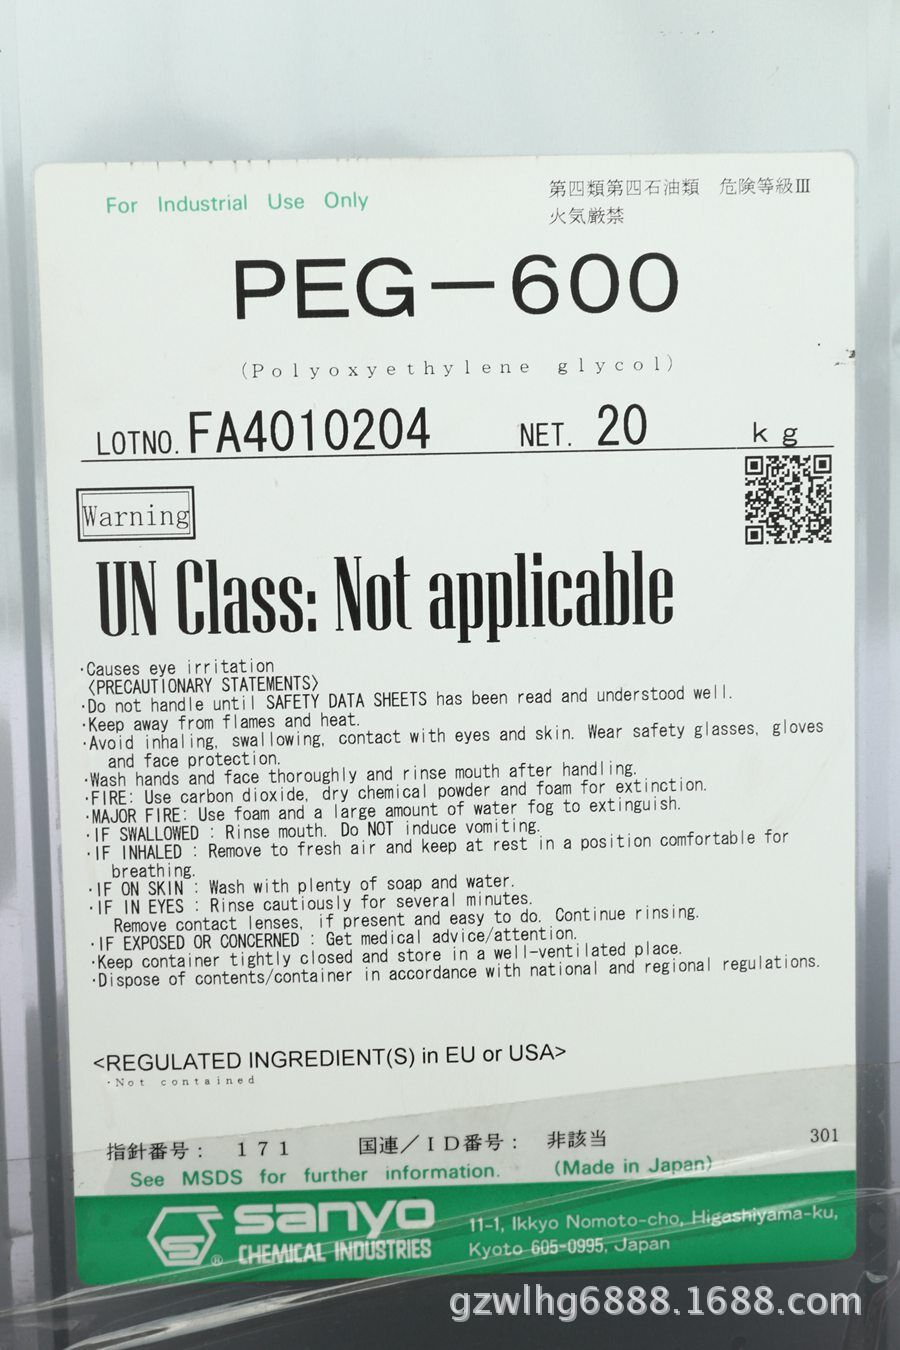 For Industrial Use Only
第四類第四石油類 危険等級Ⅲ
火気厳禁
PEG-600
(Polyoxyethylene glycol)
LOTNO. FA4010204 NET. 20 kg
Warning
UN Class: Not applicable
·Causes eye irritation
〈PRECAUTIONARY STATEMENTS〉
·Do not handle until SAFETY DATA SHEETS has been read and understood well.
·Keep away from flames and heat.
·Avoid inhaling, swallowing, contact with eyes and skin. Wear safety glasses, gloves
and face protection.
·Wash hands and face thoroughly and rinse mouth after handling.
·FIRE: Use carbon dioxide, dry chemical powder and foam for extinction.
·MAJOR FIRE: Use foam and a large amount of water fog to extinguish.
·IF SWALLOWED : Rinse mouth. Do NOT induce vomiting.
·IF INHALED : Remove to fresh air and keep at rest in a position comfortable for
breathing.
·IF ON SKIN : Wash with plenty of soap and water.
·IF IN EYES : Rinse cautiously for several minutes.
Remove contact lenses, if present and easy to do. Continue rinsing.
·IF EXPOSED OR CONCERNED : Get medical advice/attention.
·Keep container tightly closed and store in a well-ventilated place.
·Dispose of contents/container in accordance with national and regional regulations.
<REGULATED INGREDIENT(S) in EU or USA>
·Not contained
指針番号： 171 国連／ＩＤ番号： 非該当 301
See MSDS for further information. (Made in Japan)
S ® sanyo
CHEMICAL INDUSTRIES
11-1, Ikkyo Nomoto-cho, Higashiyama-ku,
Kyoto 605-0995, Japan
gzwlhg6888.1688.com